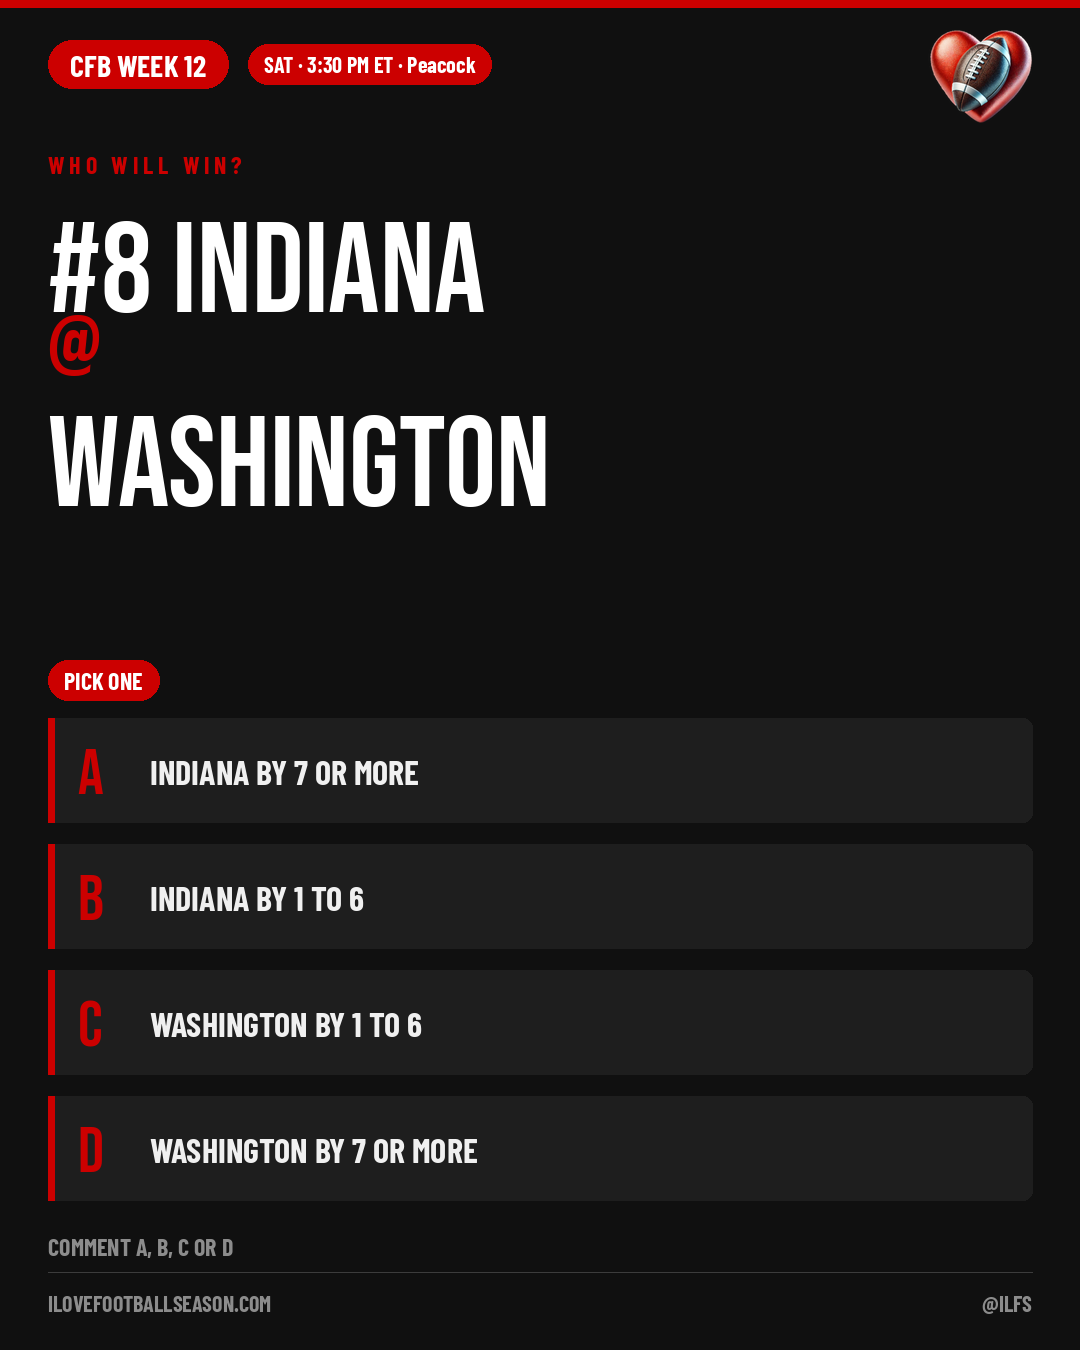 CFB WEEK 12
SAT · 3:30 PM ET · Peacock
WHO WILL WIN?
#8 INDIANA
@
WASHINGTON
PICK ONE
A INDIANA BY 7 OR MORE
B INDIANA BY 1 TO 6
C WASHINGTON BY 1 TO 6
D WASHINGTON BY 7 OR MORE
COMMENT A, B, C OR D
ILOVEFOOTBALLSEASON.COM
@ILFS